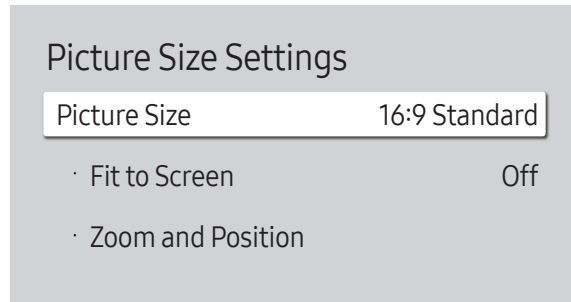 Picture Size Settings
Picture Size 16:9 Standard
· Fit to Screen Off
· Zoom and Position